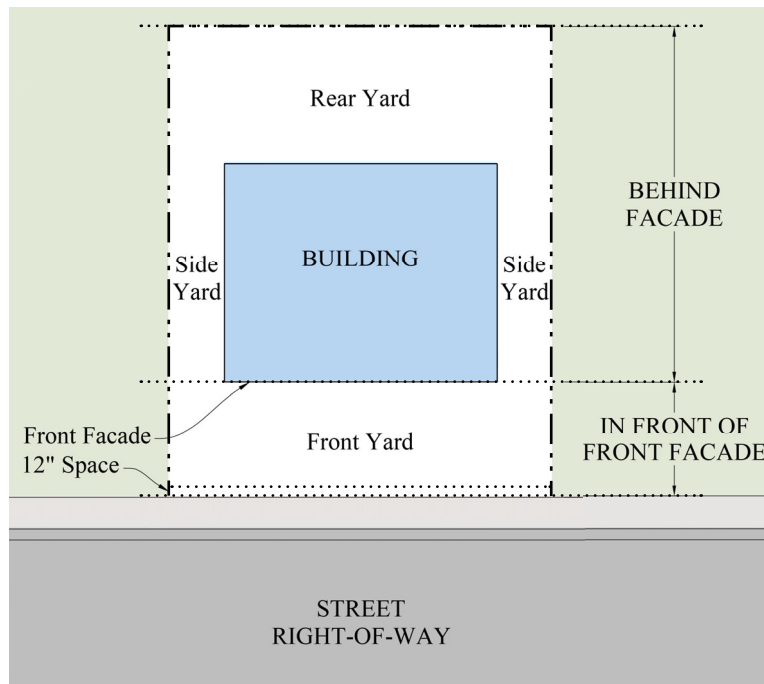 Rear Yard
BEHIND
FACADE
BUILDING
Side
Yard
Side
Yard
Front Facade
12" Space
Front Yard
IN FRONT OF
FRONT FACADE
STREET
RIGHT-OF-WAY